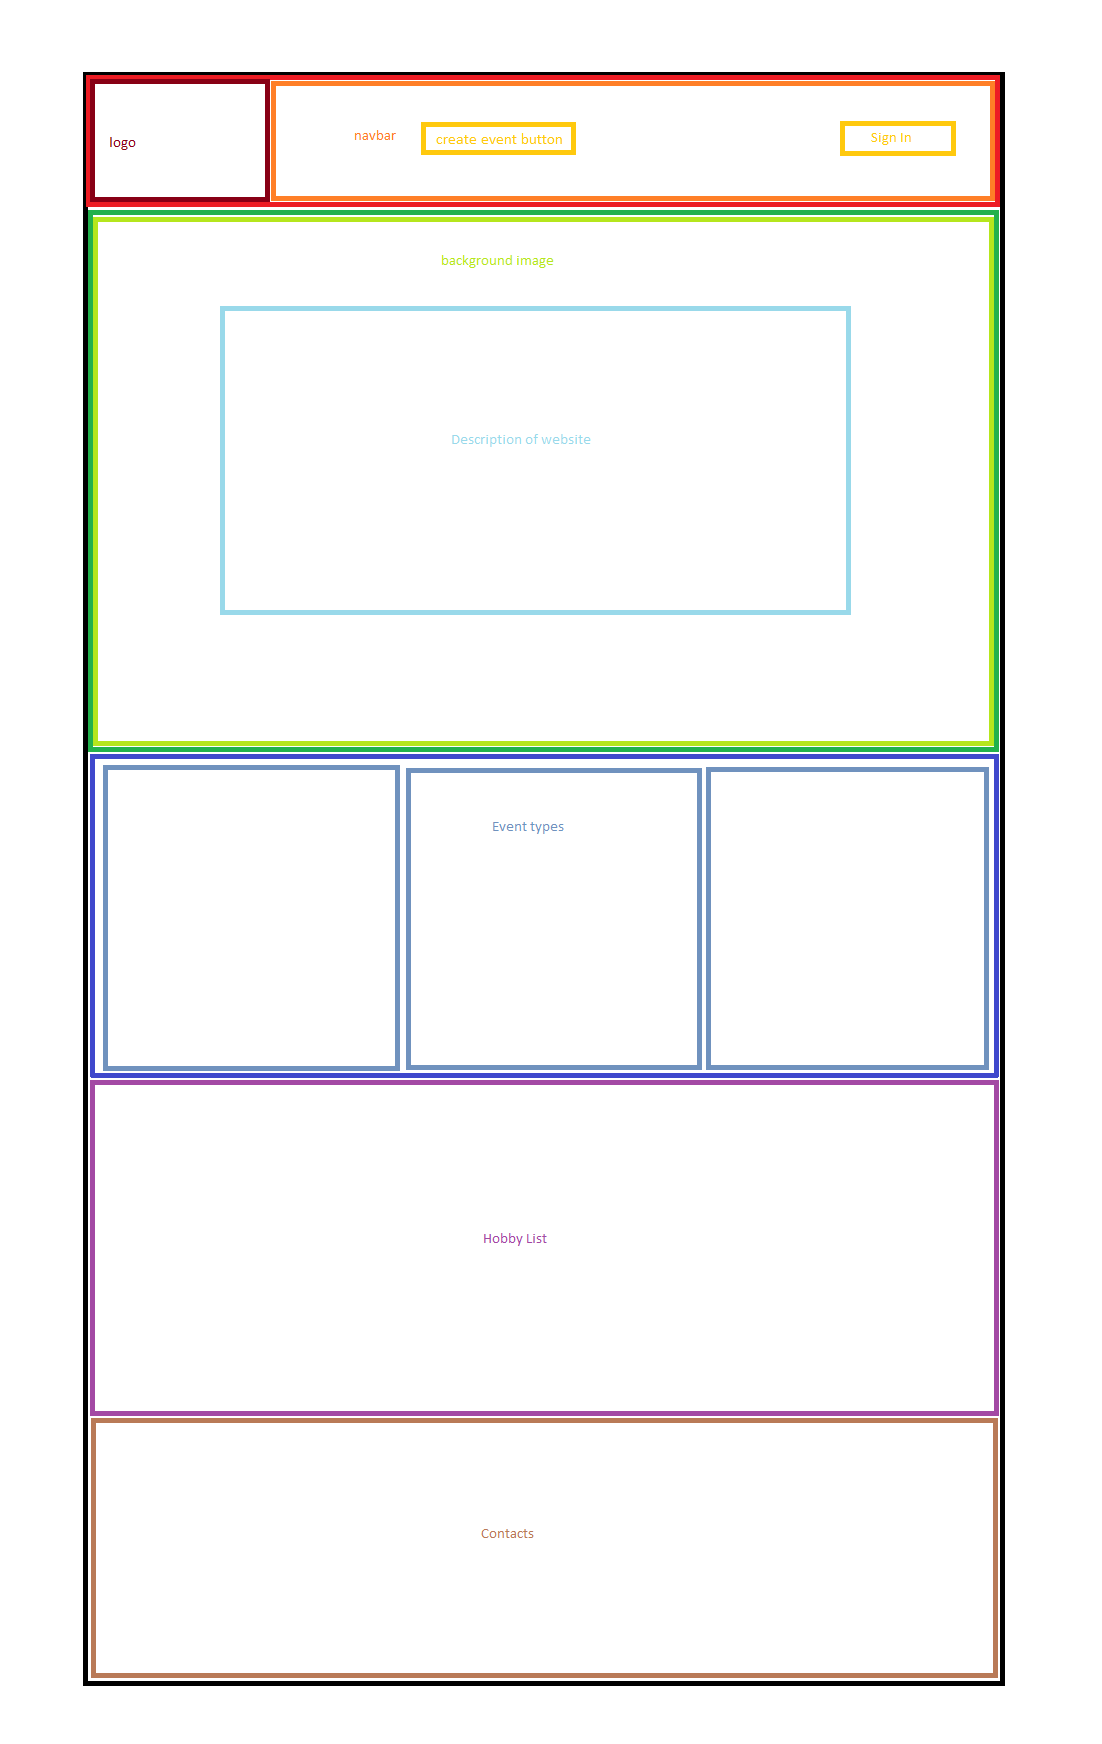 logo
navbar
create event button
Sign In
background image
Description of website
Event types
Hobby List
Contacts